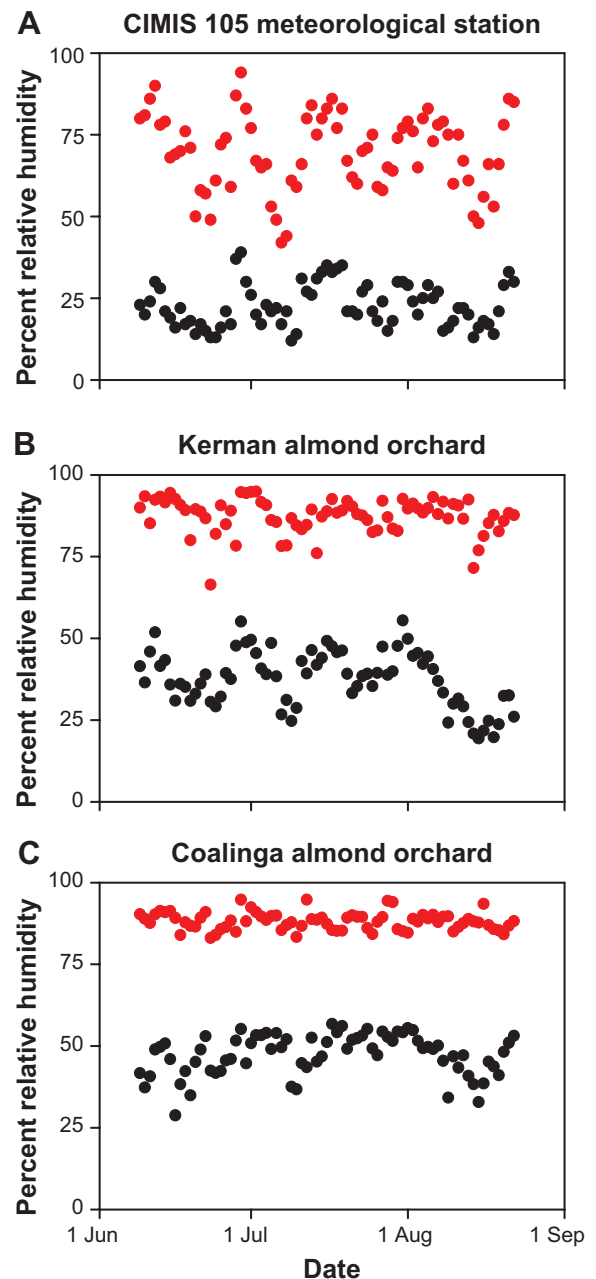 A CIMIS 105 meteorological station
Percent relative humidity
100
75
50
25
0
B Kerman almond orchard
Percent relative humidity
100
75
50
25
0
C Coalinga almond orchard
Percent relative humidity
100
75
50
25
0
1 Jun 1 Jul 1 Aug 1 Sep
Date